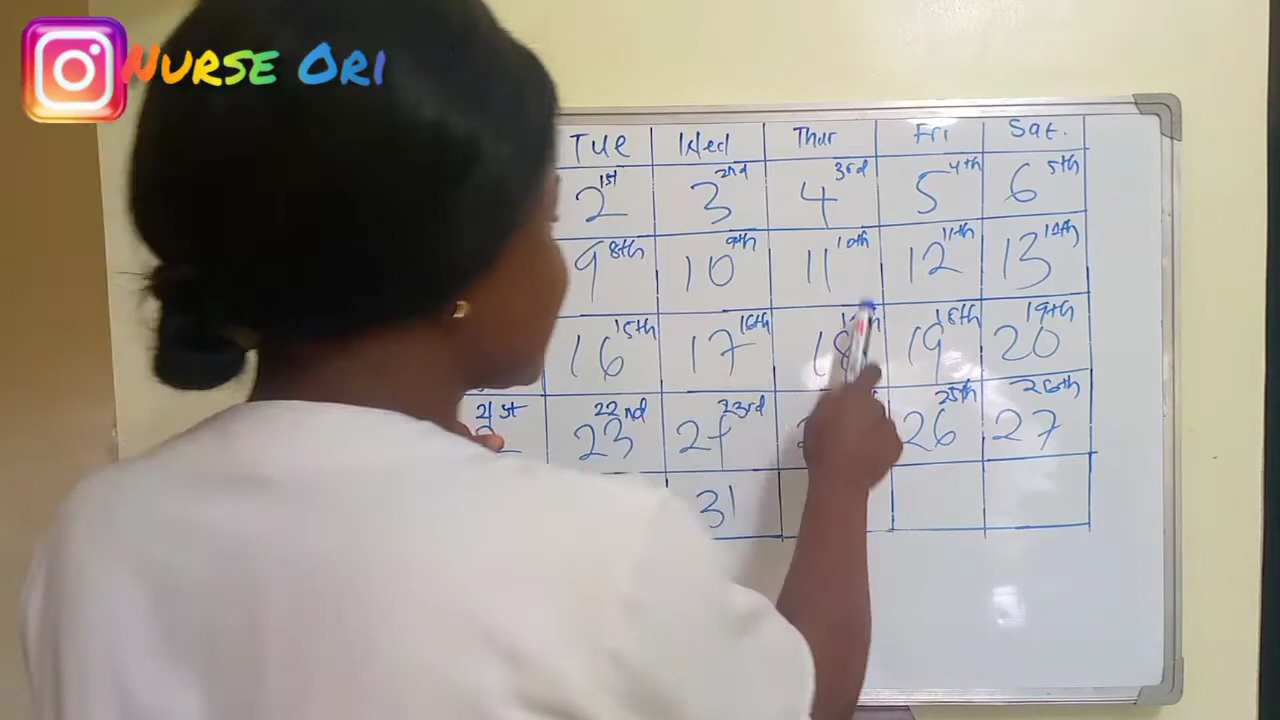 Nurse Ori
Tue Wed Thur Fri Sat.
1st 2nd 3rd 4th 5th
2 3 4 5 6
8th 9th 10th 11th 12th
9 10 11 12 13
15th 16th 18th 19th
16 17 18 19 20
21st 22nd 23rd 25th 26th
23 24 26 27
31